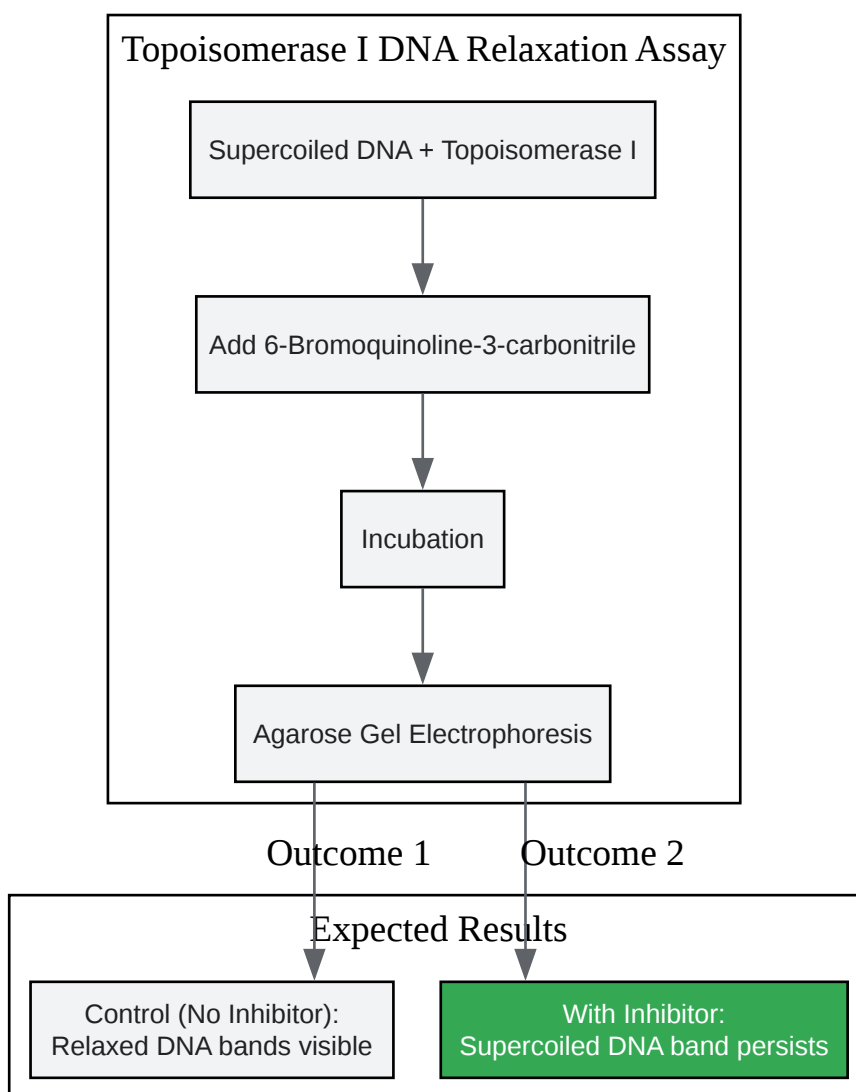 Topoisomerase I DNA Relaxation Assay
Supercoiled DNA + Topoisomerase I
Add 6-Bromoquinoline-3-carbonitrile
Incubation
Agarose Gel Electrophoresis
Outcome 1
Outcome 2
Expected Results
Control (No Inhibitor):
Relaxed DNA bands visible
With Inhibitor:
Supercoiled DNA band persists